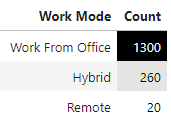 Work Mode Count
Work From Office 1300
Hybrid 260
Remote 20